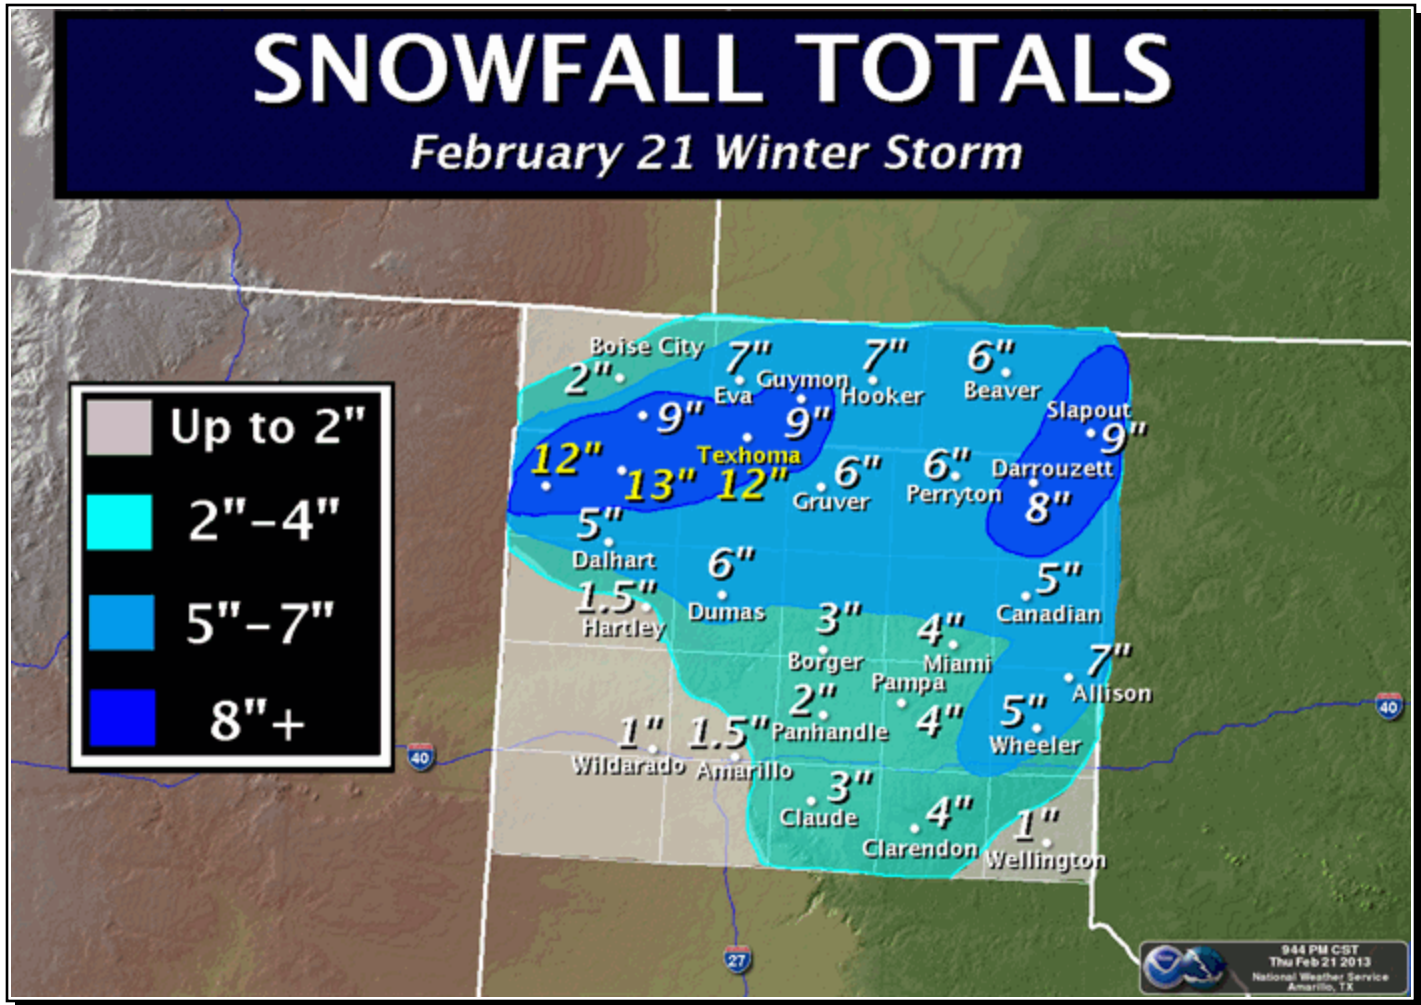 SNOWFALL TOTALS
February 21 Winter Storm
Up to 2"
2"-4"
5"-7"
8"+
Boise City
2"
7"
Eva
Guymon
9"
7"
Hooker
6"
Beaver
Slapout
9"
9"
12"
13"
Texhoma
12"
6"
Gruver
6"
Perryton
Darrouzett
8"
5"
Dalhart
1.5"
Hartley
6"
Dumas
5"
Canadian
3"
Borger
4"
Miami
Pampa
4"
7"
Allison
2"
Panhandle
5"
Wheeler
1"
Wildarado
1.5"
Amarillo
3"
Claude
4"
Clarendon
1"
Wellington
40
40
27
944 PM CST
Thu Feb 21 2013
National Weather Service
Amarillo, TX